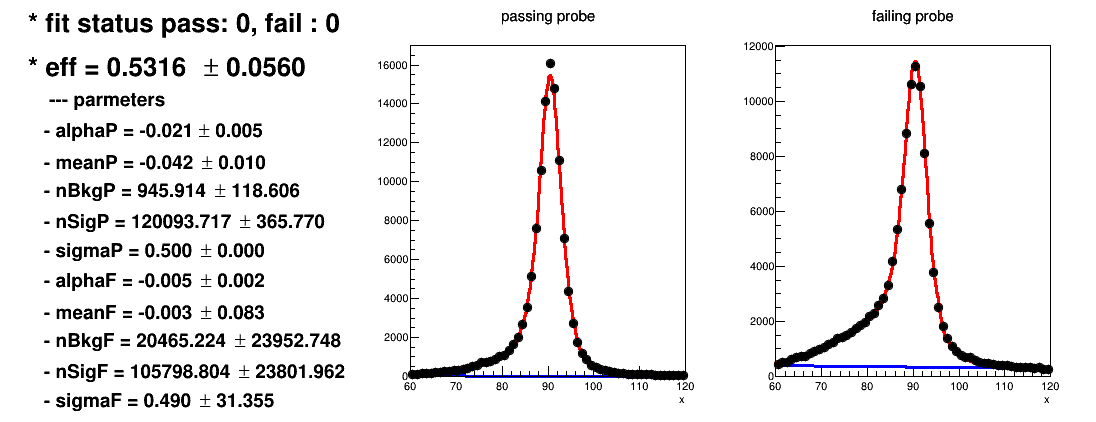 * fit status pass: 0, fail : 0
* eff = 0.5316 ± 0.0560
--- parmeters
- alphaP = -0.021 ± 0.005
- meanP = -0.042 ± 0.010
- nBkgP = 945.914 ± 118.606
- nSigP = 120093.717 ± 365.770
- sigmaP = 0.500 ± 0.000
- alphaF = -0.005 ± 0.002
- meanF = -0.003 ± 0.083
- nBkgF = 20465.224 ± 23952.748
- nSigF = 105798.804 ± 23801.962
- sigmaF = 0.490 ± 31.355
passing probe
16000
14000
12000
10000
8000
6000
4000
2000
0
60 70 80 90 100 110 120
x
failing probe
12000
10000
8000
6000
4000
2000
0
60 70 80 90 100 110 120
x